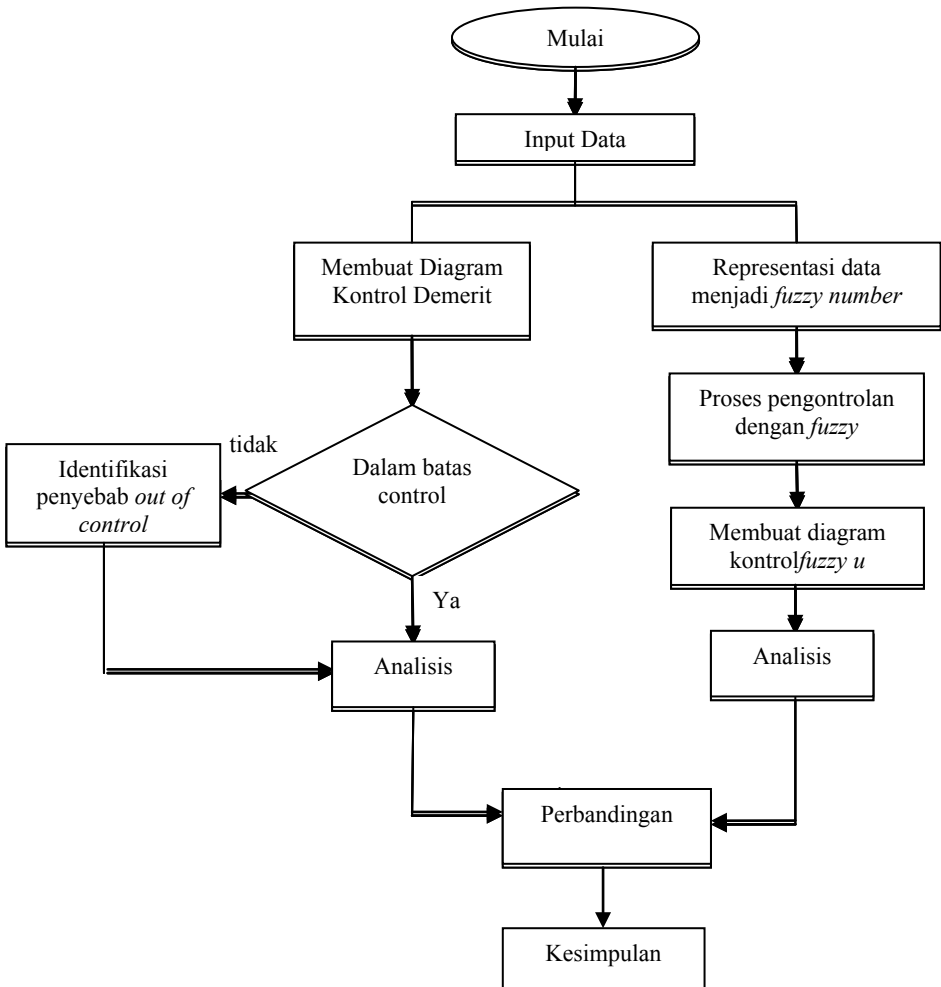 Mulai
Input Data
Membuat Diagram
Kontrol Demerit
Representasi data
menjadi fuzzy number
Proses pengontrolan
dengan fuzzy
tidak
Identifikasi
penyebab out of
control
Dalam batas
control
Membuat diagram
kontrolfuzzy u
Ya
Analisis
Analisis
Perbandingan
Kesimpulan